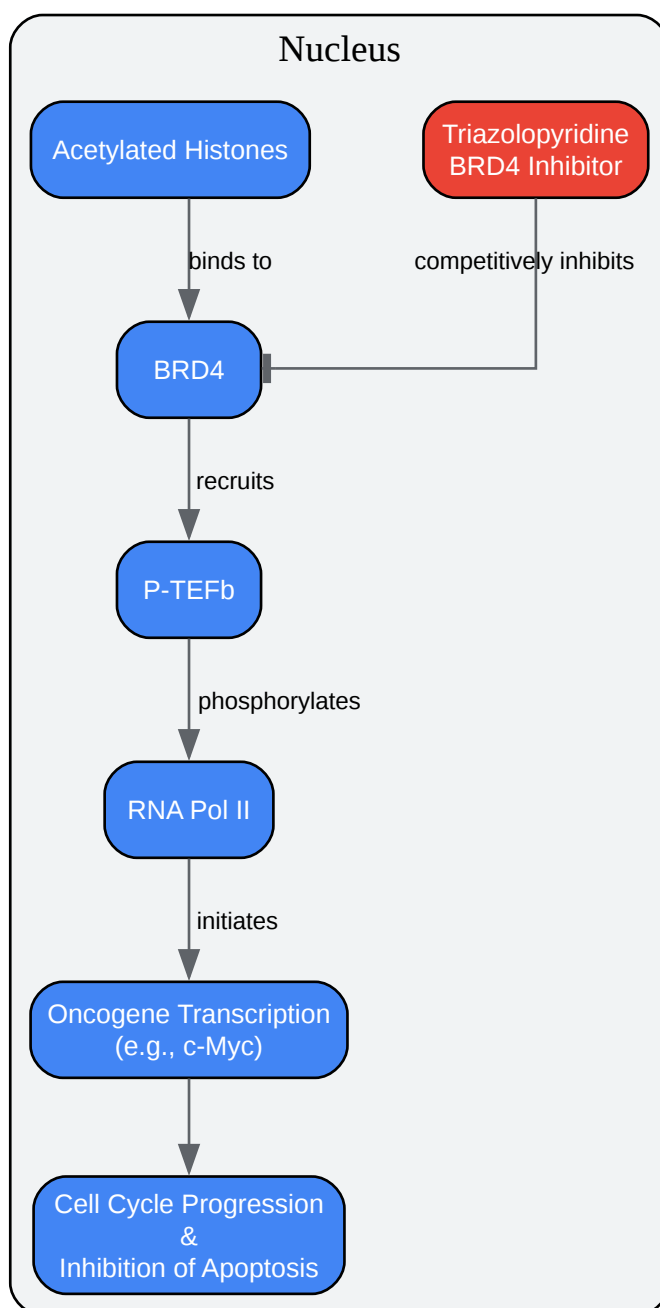 Nucleus
Acetylated Histones
Triazolopyridine
BRD4 Inhibitor
binds to
competitively inhibits
BRD4
recruits
P-TEFb
phosphorylates
RNA Pol II
initiates
Oncogene Transcription
(e.g., c-Myc)
Cell Cycle Progression
&
Inhibition of Apoptosis